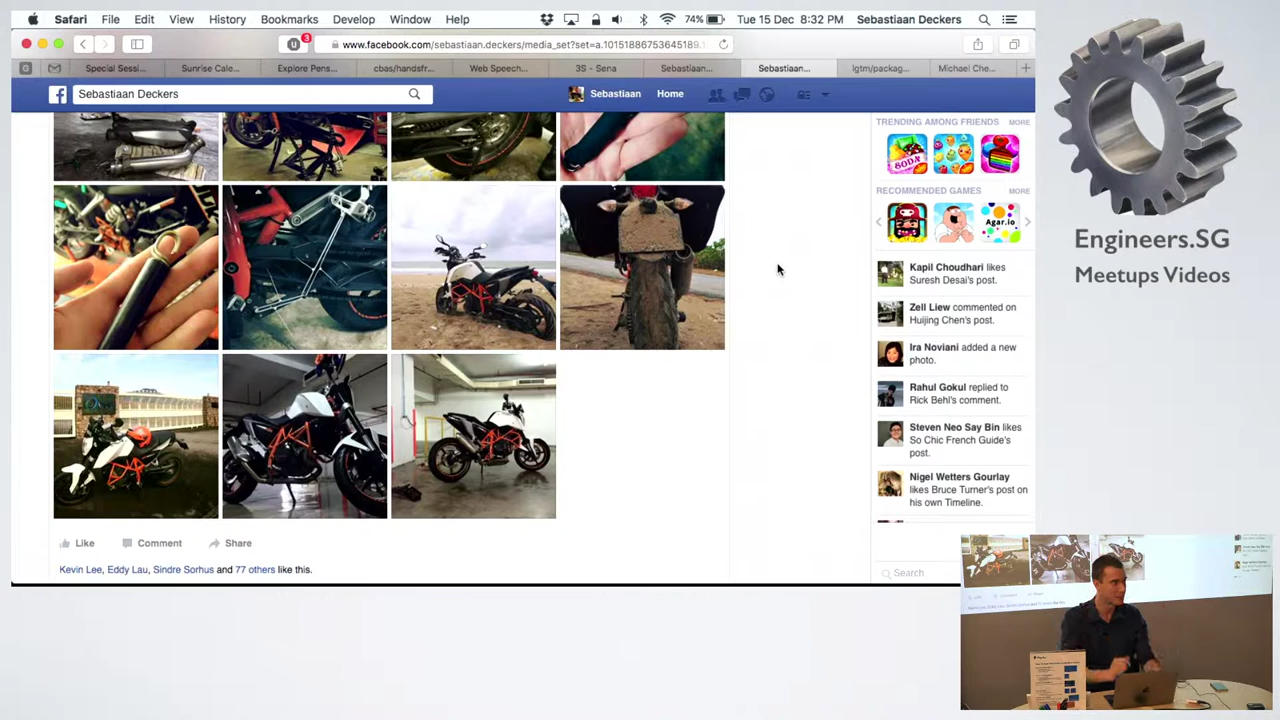 Safari File Edit View History Bookmarks Develop Window Help 74% Tue 15 Dec 8:32 PM Sebastiaan Deckers
3
www.facebook.com/sebastiaan.deckers/media_set?set=a.10151886753645189.1
Special Sessi... Sunrise Cale... Explore Pens... cbas/handsfr... Web Speech... 3S - Sena Sebastiaan... Sebastiaan... lgtm/packag... Michael Che...
Sebastiaan Deckers
Sebastiaan Home
TRENDING AMONG FRIENDS MORE
SODA
RECOMMENDED GAMES MORE
Agar.io
Kapil Choudhari likes
Suresh Desai's post.
Zell Liew commented on
Huijing Chen's post.
Ira Noviani added a new
photo.
Rahul Gokul replied to
Rick Behl's comment.
Steven Neo Say Bin likes
So Chic French Guide's
post.
Nigel Wetters Gourlay
likes Bruce Turner's post on
his own Timeline.
Like Comment Share
Kevin Lee, Eddy Lau, Sindre Sorhus and 77 others like this.
Search
Engineers.SG
Meetups Videos